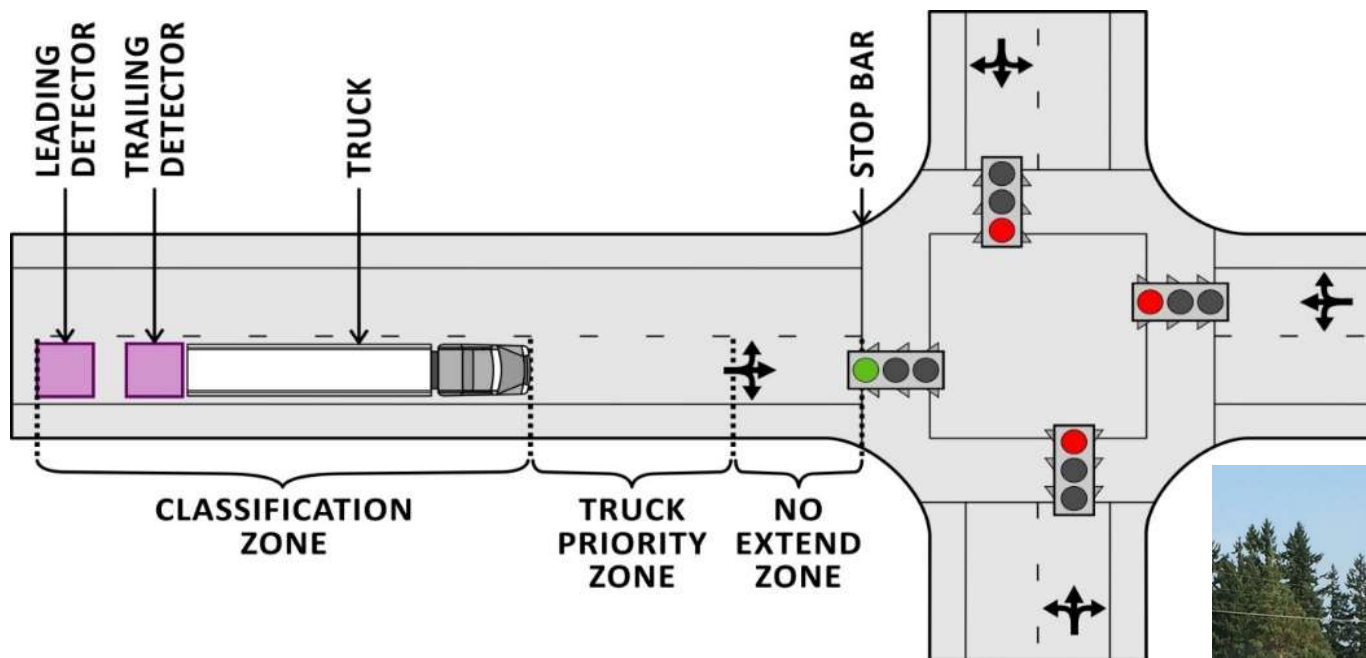 LEADING
DETECTOR
TRAILING
DETECTOR
TRUCK
STOP BAR
CLASSIFICATION
ZONE
TRUCK
PRIORITY
ZONE
NO
EXTEND
ZONE